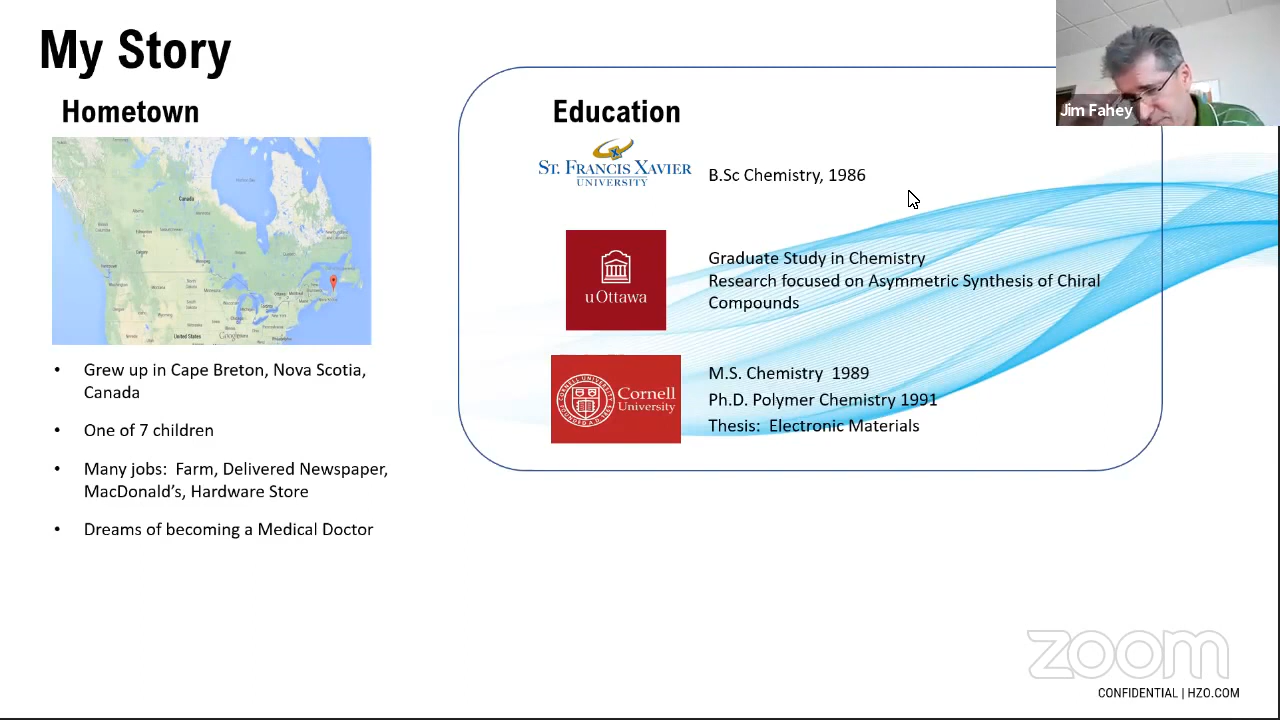 My Story
Hometown
Canada
United States
Google
Grew up in Cape Breton, Nova Scotia,
Canada
One of 7 children
Many jobs: Farm, Delivered Newspaper,
MacDonald's, Hardware Store
Dreams of becoming a Medical Doctor
Education
ST. FRANCIS XAVIER
UNIVERSITY
B.Sc Chemistry, 1986
uOttawa
Graduate Study in Chemistry
Research focused on Asymmetric Synthesis of Chiral
Compounds
Cornell
University
M.S. Chemistry 1989
Ph.D. Polymer Chemistry 1991
Thesis: Electronic Materials
Jim Fahey
zoom
CONFIDENTIAL | HZO.COM